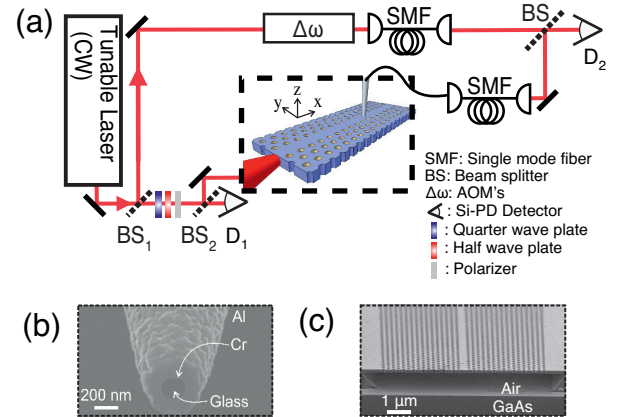 (a)
Tunable Laser
(CW)
Δω
SMF
BS
D2
SMF
z
y
x
BS1
BS2
D1
SMF: Single mode fiber
BS: Beam splitter
Δω: AOM's
: Si-PD Detector
: Quarter wave plate
: Half wave plate
: Polarizer
(b)
Al
Cr
Glass
200 nm
(c)
Air
1 μm
GaAs